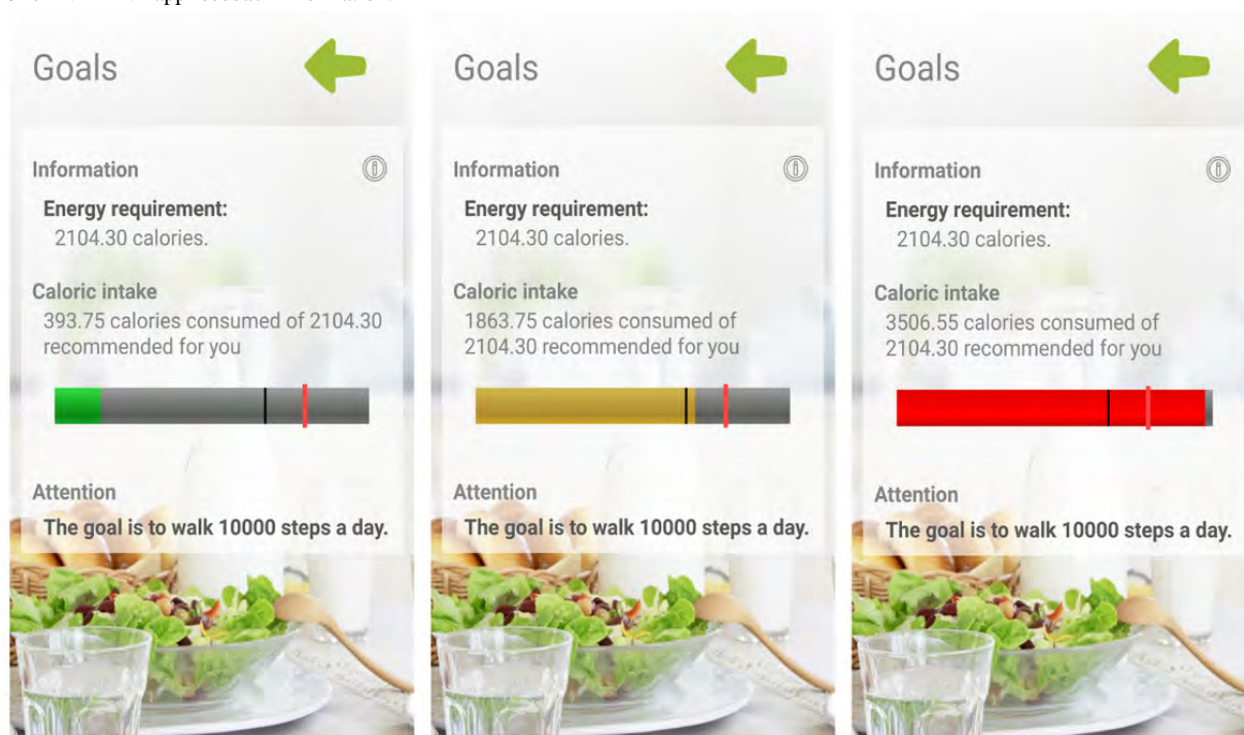 Goals
Information
Energy requirement:
2104.30 calories.
Caloric intake
393.75 calories consumed of 2104.30
recommended for you
Attention
The goal is to walk 10000 steps a day.
Goals
Information
Energy requirement:
2104.30 calories.
Caloric intake
1863.75 calories consumed of
2104.30 recommended for you
Attention
The goal is to walk 10000 steps a day.
Goals
Information
Energy requirement:
2104.30 calories.
Caloric intake
3506.55 calories consumed of
2104.30 recommended for you
Attention
The goal is to walk 10000 steps a day.